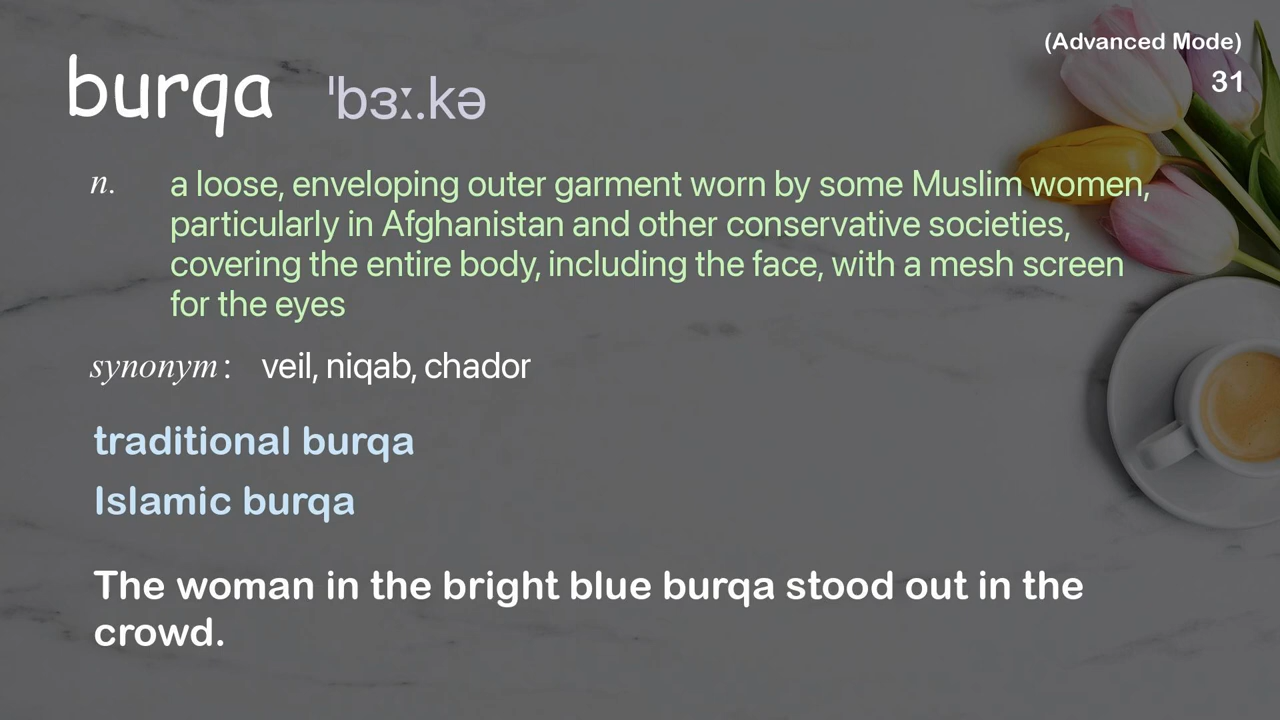 (Advanced Mode)
31
burqa ˈbɜː.kə
n. a loose, enveloping outer garment worn by some Muslim women,
particularly in Afghanistan and other conservative societies,
covering the entire body, including the face, with a mesh screen
for the eyes
synonym: veil, niqab, chador
traditional burqa
Islamic burqa
The woman in the bright blue burqa stood out in the
crowd.